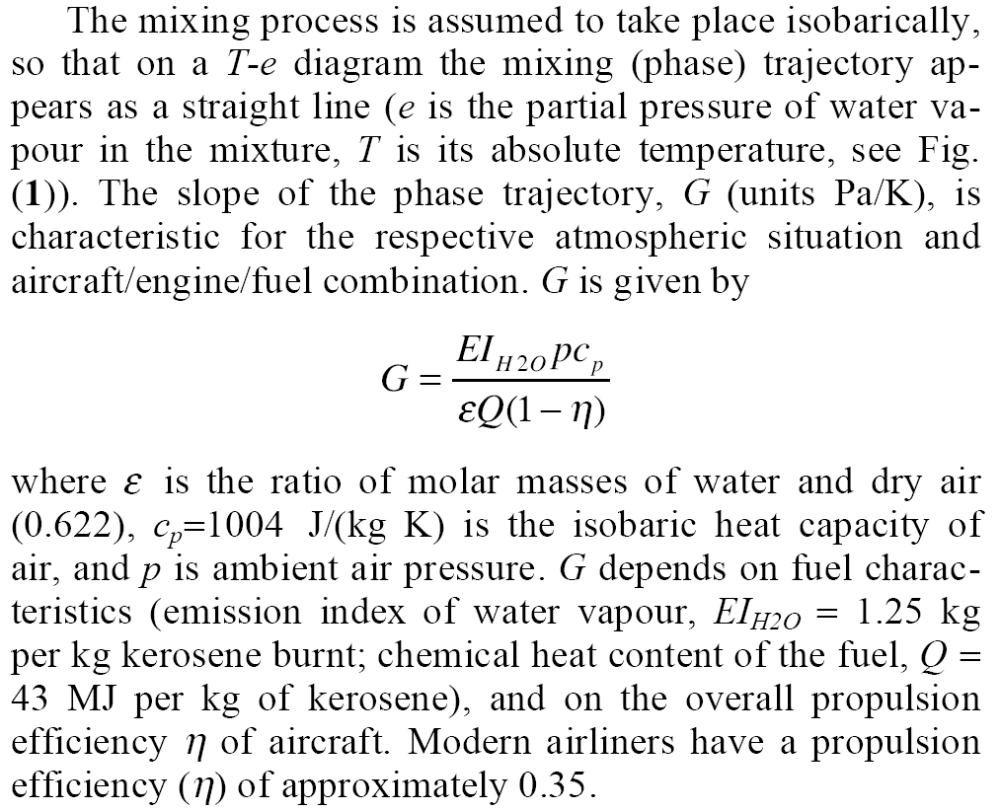 The mixing process is assumed to take place isobarically,
so that on a T-e diagram the mixing (phase) trajectory ap-
pears as a straight line (e is the partial pressure of water va-
pour in the mixture, T is its absolute temperature, see Fig.
(1)). The slope of the phase trajectory, G (units Pa/K), is
characteristic for the respective atmospheric situation and
aircraft/engine/fuel combination. G is given by
G = EI_{H2O} p c_p / εQ(1 – η)
where ε is the ratio of molar masses of water and dry air
(0.622), c_p=1004 J/(kg K) is the isobaric heat capacity of
air, and p is ambient air pressure. G depends on fuel charac-
teristics (emission index of water vapour, EI_{H2O} = 1.25 kg
per kg kerosene burnt; chemical heat content of the fuel, Q =
43 MJ per kg of kerosene), and on the overall propulsion
efficiency η of aircraft. Modern airliners have a propulsion
efficiency (η) of approximately 0.35.